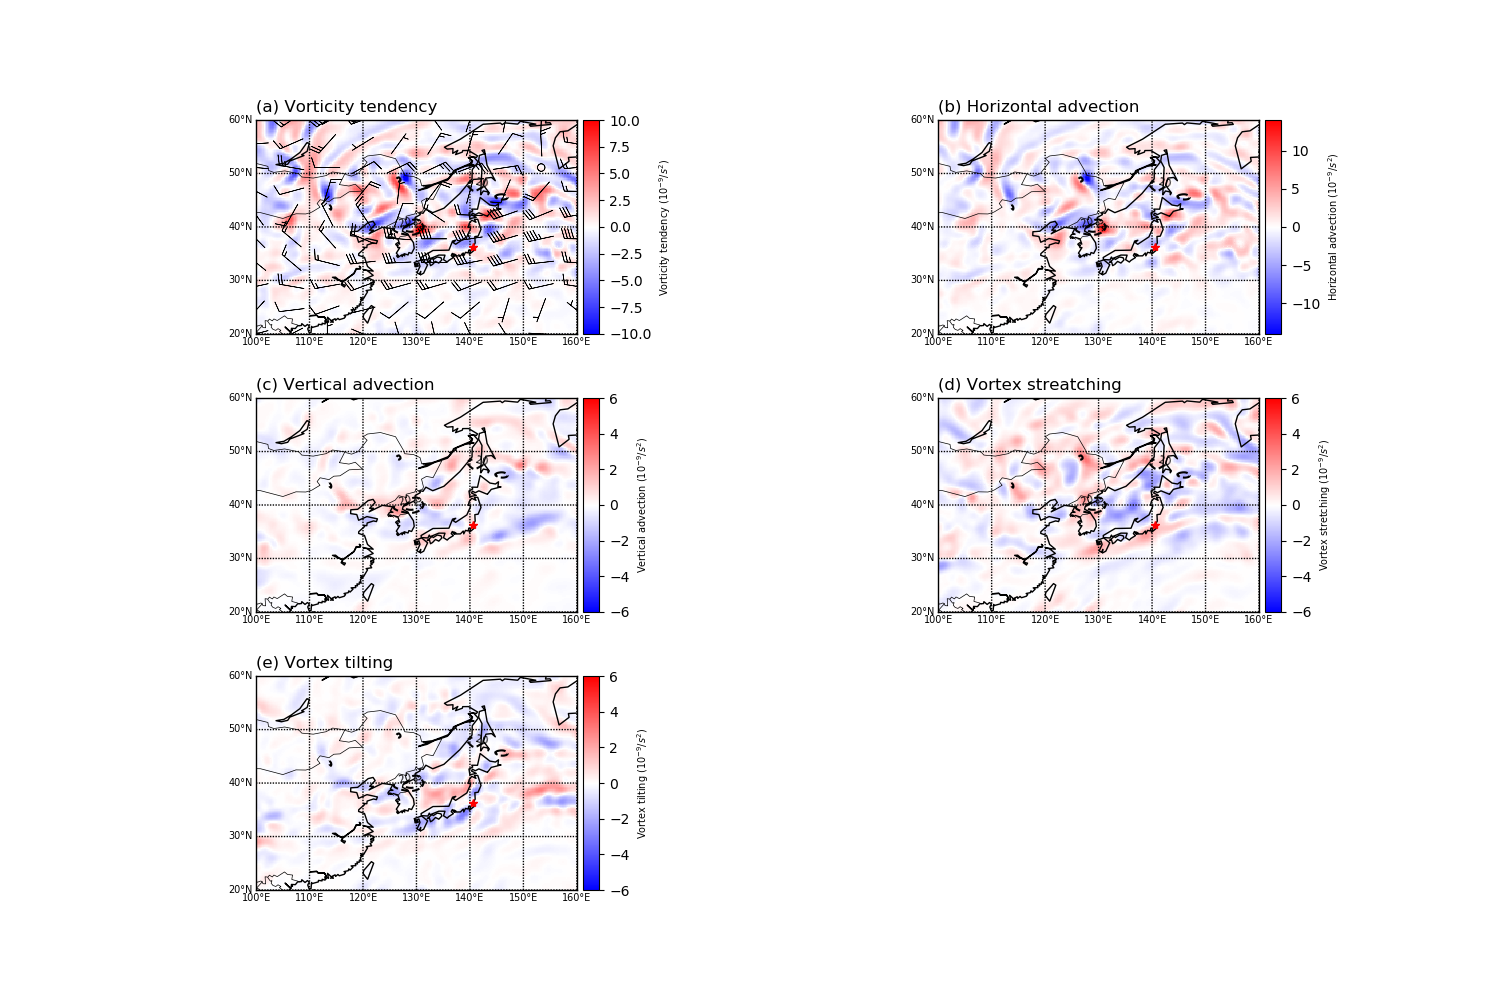 (a) Vorticity tendency
60°N
50°N
40°N
30°N
20°N
100°E 110°E 120°E 130°E 140°E 150°E 160°E
10.0
7.5
5.0
2.5
0.0
−2.5
−5.0
−7.5
−10.0
Vorticity tendency (10⁻⁹/s²)
(b) Horizontal advection
60°N
50°N
40°N
30°N
20°N
100°E 110°E 120°E 130°E 140°E 150°E 160°E
10
5
0
−5
−10
Horizontal advection (10⁻⁹/s²)
(c) Vertical advection
60°N
50°N
40°N
30°N
20°N
100°E 110°E 120°E 130°E 140°E 150°E 160°E
6
4
2
0
−2
−4
−6
Vertical advection (10⁻⁹/s²)
(d) Vortex streatching
60°N
50°N
40°N
30°N
20°N
100°E 110°E 120°E 130°E 140°E 150°E 160°E
6
4
2
0
−2
−4
−6
Vortex stretching (10⁻⁹/s²)
(e) Vortex tilting
60°N
50°N
40°N
30°N
20°N
100°E 110°E 120°E 130°E 140°E 150°E 160°E
6
4
2
0
−2
−4
−6
Vortex tilting (10⁻⁹/s²)